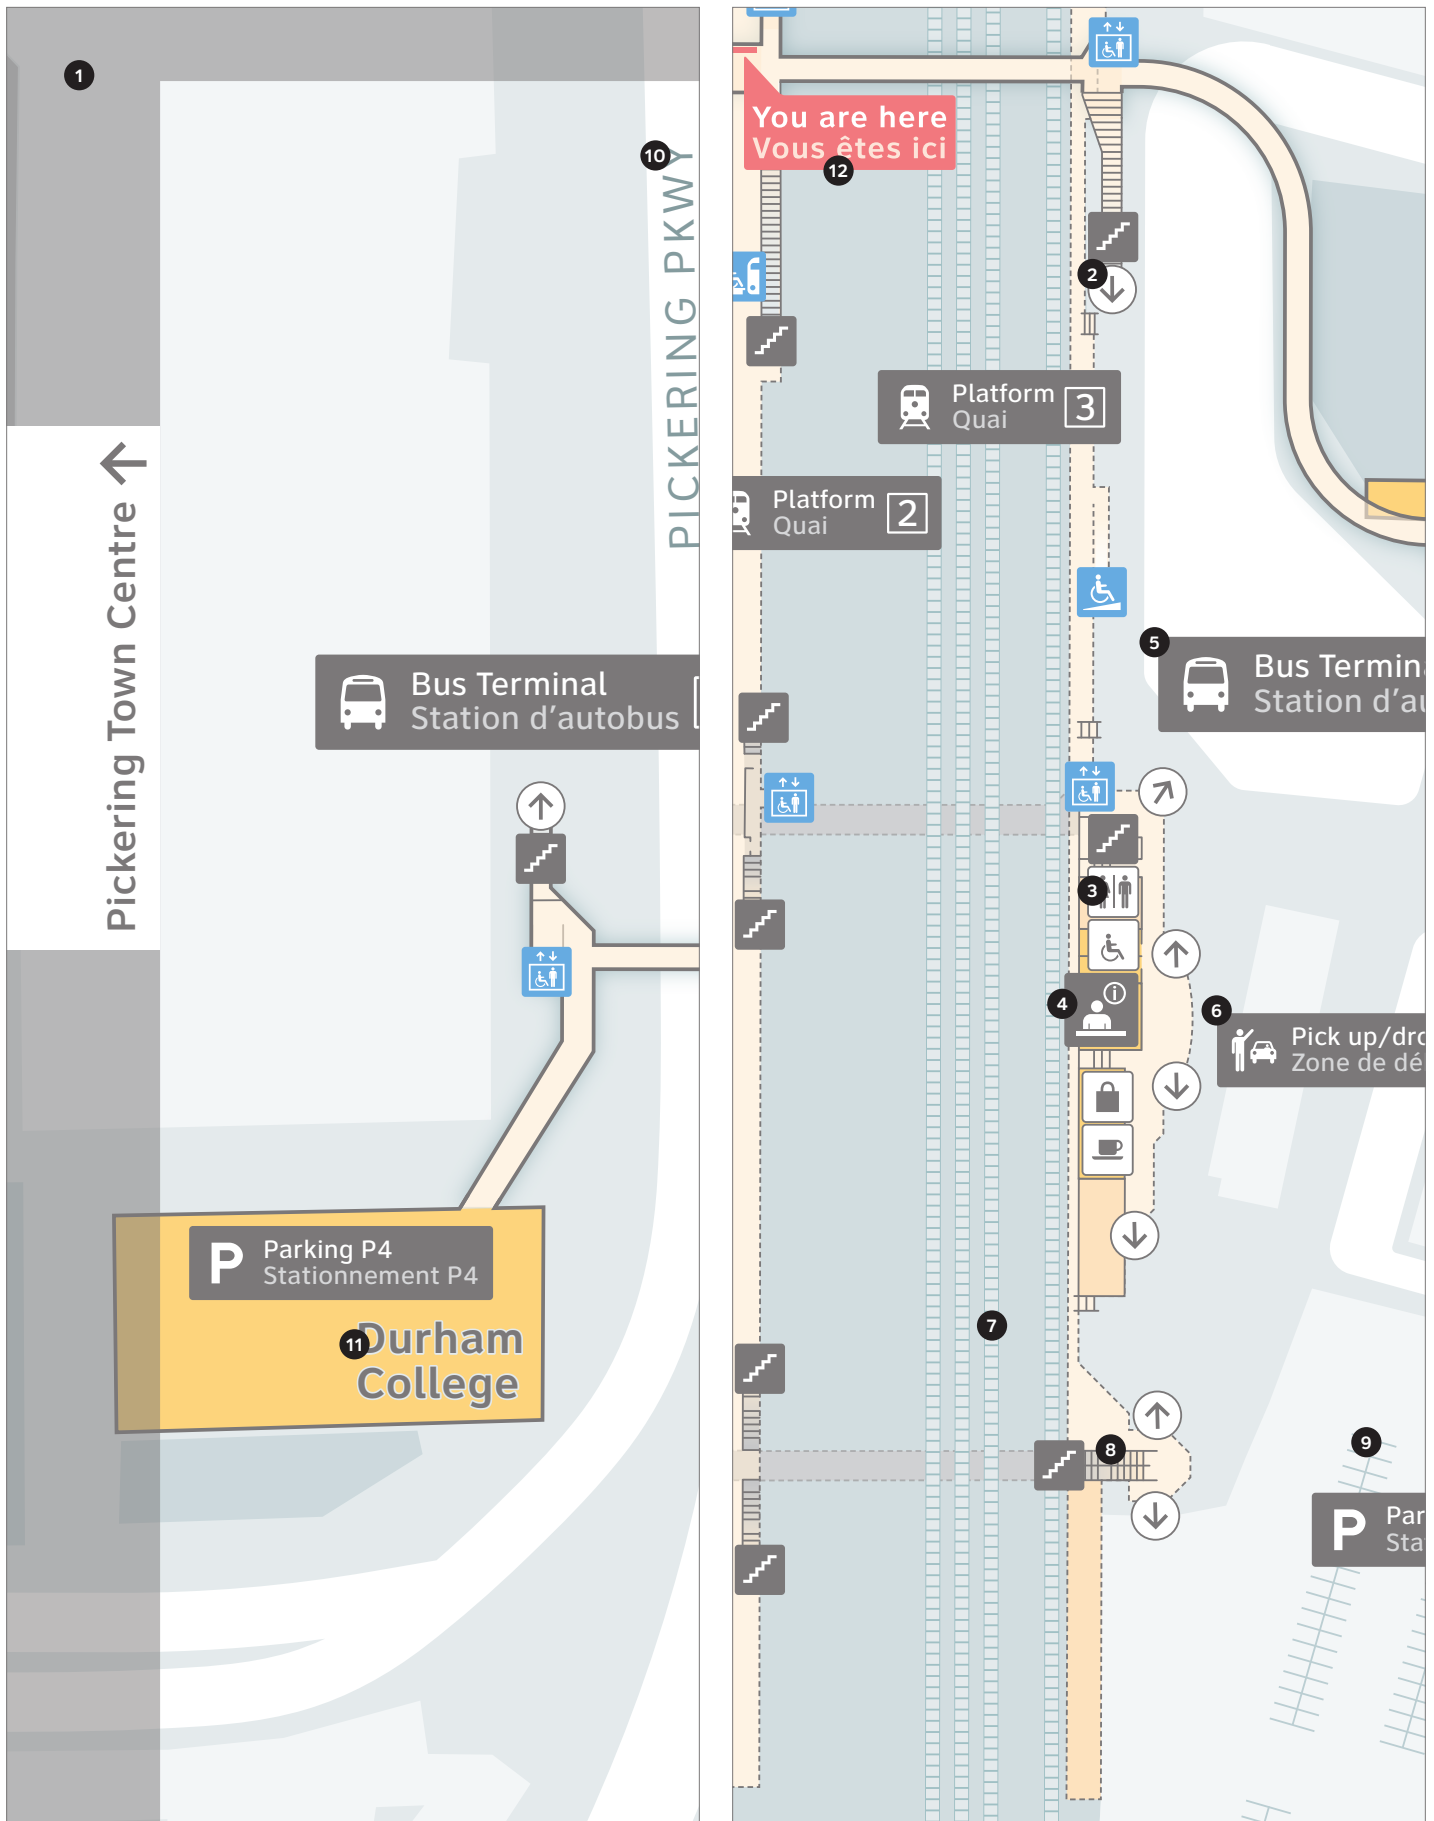 1
10
PICKERING PKWY
Pickering Town Centre
Bus Terminal
Station d'autobus
P
Parking P4
Stationnement P4
11
Durham
College
You are here
Vous êtes ici
12
2
Platform
Quai
3
Platform
Quai
2
5
Bus Termina
Station d'au
3
4
i
6
Pick up/dro
Zone de dé
7
8
9
P
Par
Sta